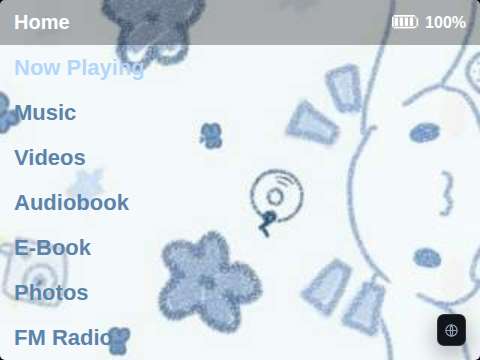 Home
100%
Now Playing
Music
Videos
Audiobook
E-Book
Photos
FM Radio